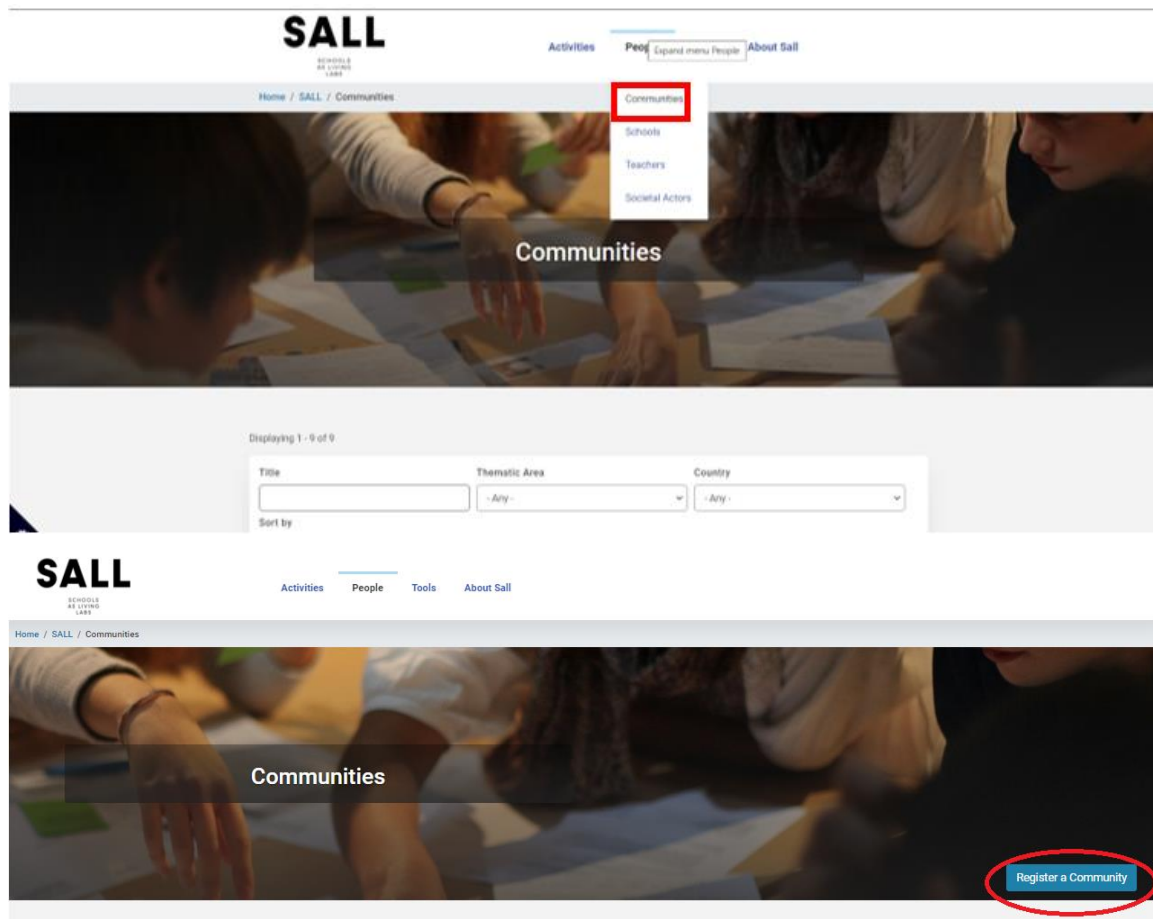 SALL
SCHOOLS
AS LIVING
LABS
Activities
Peop
Expand menu People
About Sall
Home / SALL / Communities
Communities
Schools
Teachers
Societal Actors
Communities
Displaying 1 - 9 of 9
Title
Thematic Area
Country
- Any -
- Any -
Sort by
SALL
SCHOOLS
AS LIVING
LABS
Activities
People
Tools
About Sall
Home / SALL / Communities
Communities
Register a Community